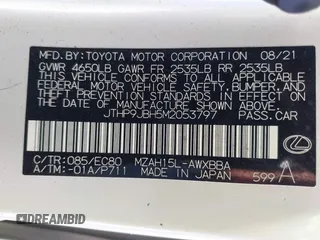 MFD. BY: TOYOTA MOTOR CORPORATION 08/21
GVWR 4650LB GAWR FR 2535LB RR 2535LB
THIS VEHICLE CONFORMS TO ALL APPLICABLE
FEDERAL MOTOR VEHICLE SAFETY, BUMPER, AND
THEFT PREVENTION STANDARDS IN EFFECT ON
THE DATE OF MANUFACTURE SHOWN ABOVE.
JTHP9JBH5M2053797 PASS.CAR
C/TR: 085/EC80 MZAH15L-AWXBBA
A/TM: -01A/P711 MADE IN JAPAN 599 A
DREAMBID